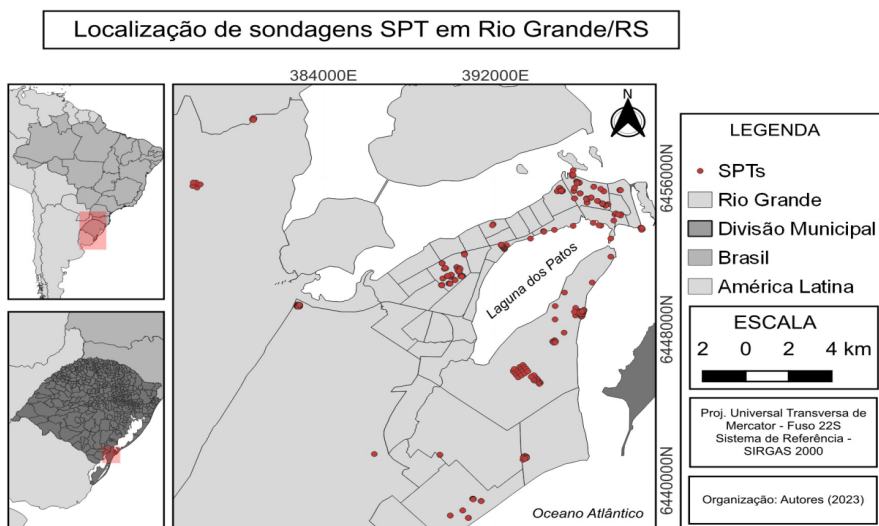 Localização de sondagens SPT em Rio Grande/RS
384000E 392000E
N
6456000N
6448000N
6440000N
Laguna dos Patos
Oceano Atlântico
LEGENDA
SPTs
Rio Grande
Divisão Municipal
Brasil
América Latina
ESCALA
2 0 2 4 km
Proj. Universal Transversa de
Mercator - Fuso 22S
Sistema de Referência -
SIRGAS 2000
Organização: Autores (2023)